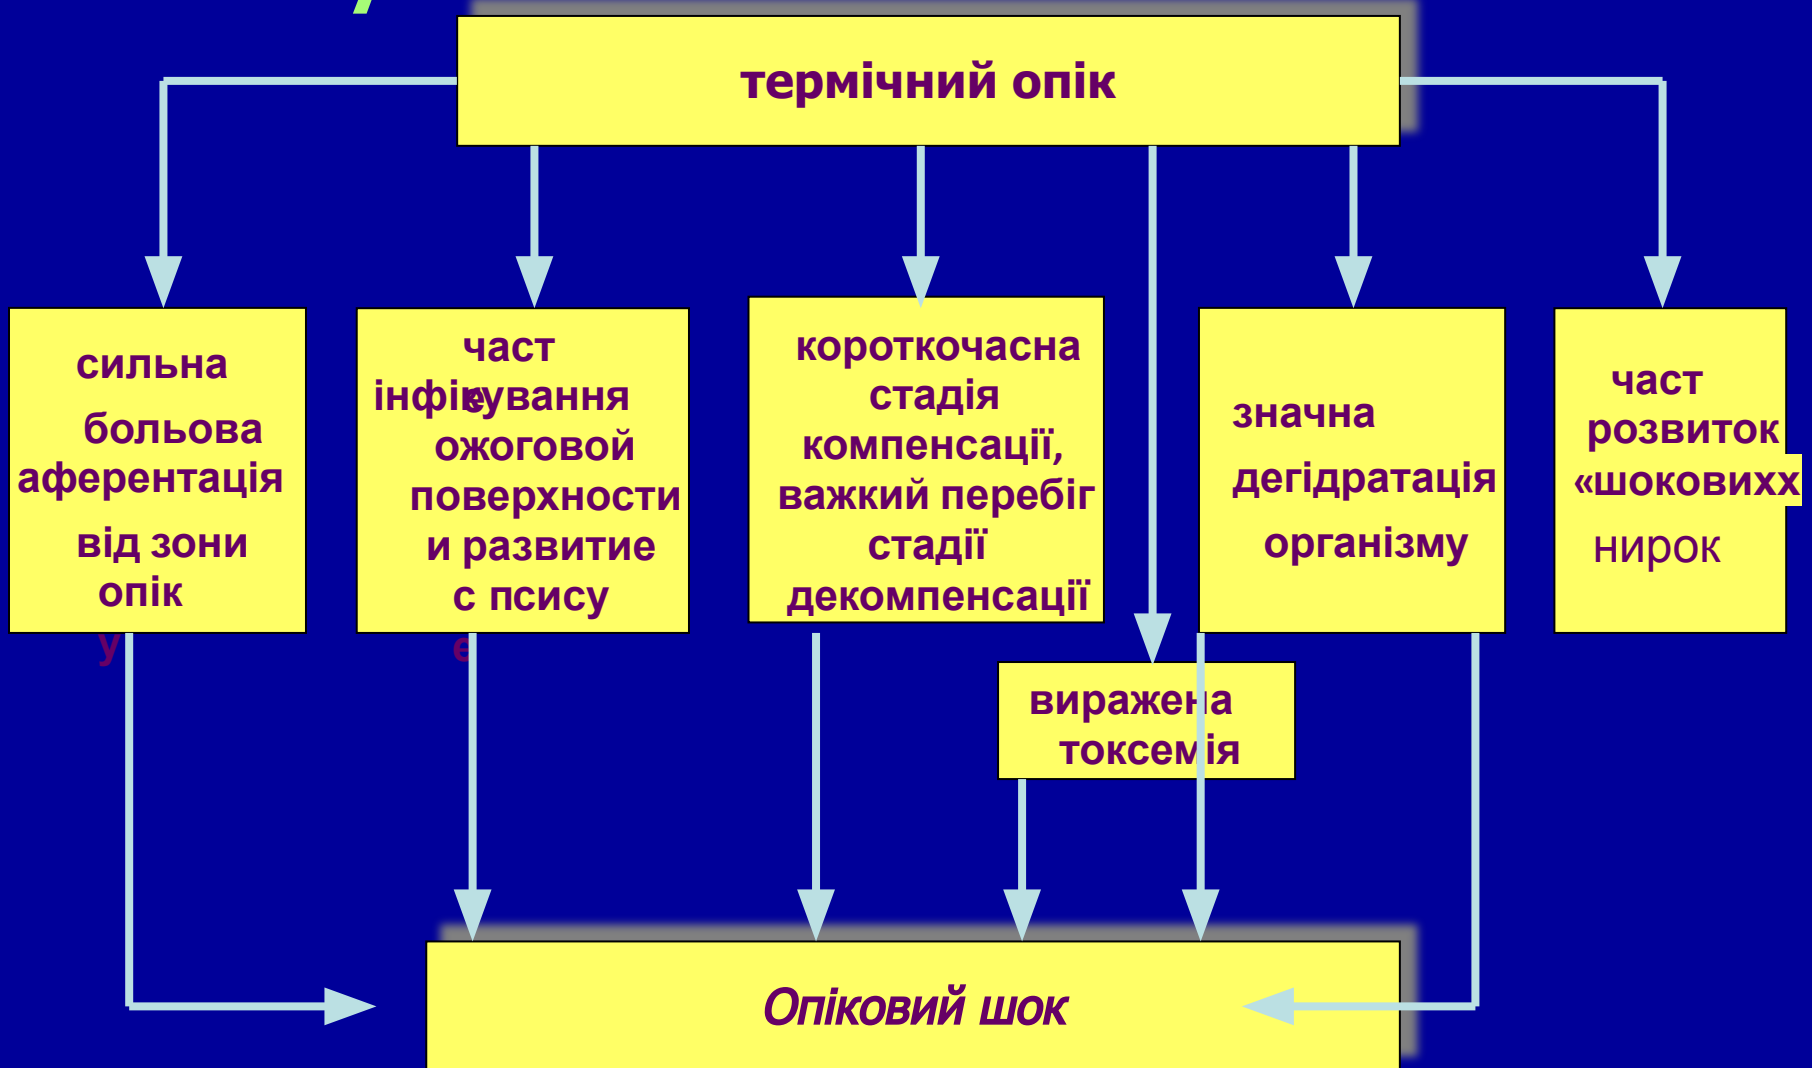 термічний опік
сильна
больова
аферентація
від зони
опік
у
част
інфікування
е
ожоговой
поверхности
и развитие
с псису
е
короткочасна
стадія
компенсації,
важкий перебіг
стадії
декомпенсації
виражена
токсемія
значна
дегідратація
організму
част
розвиток
«шоковихх
нирок
Опіковий шок